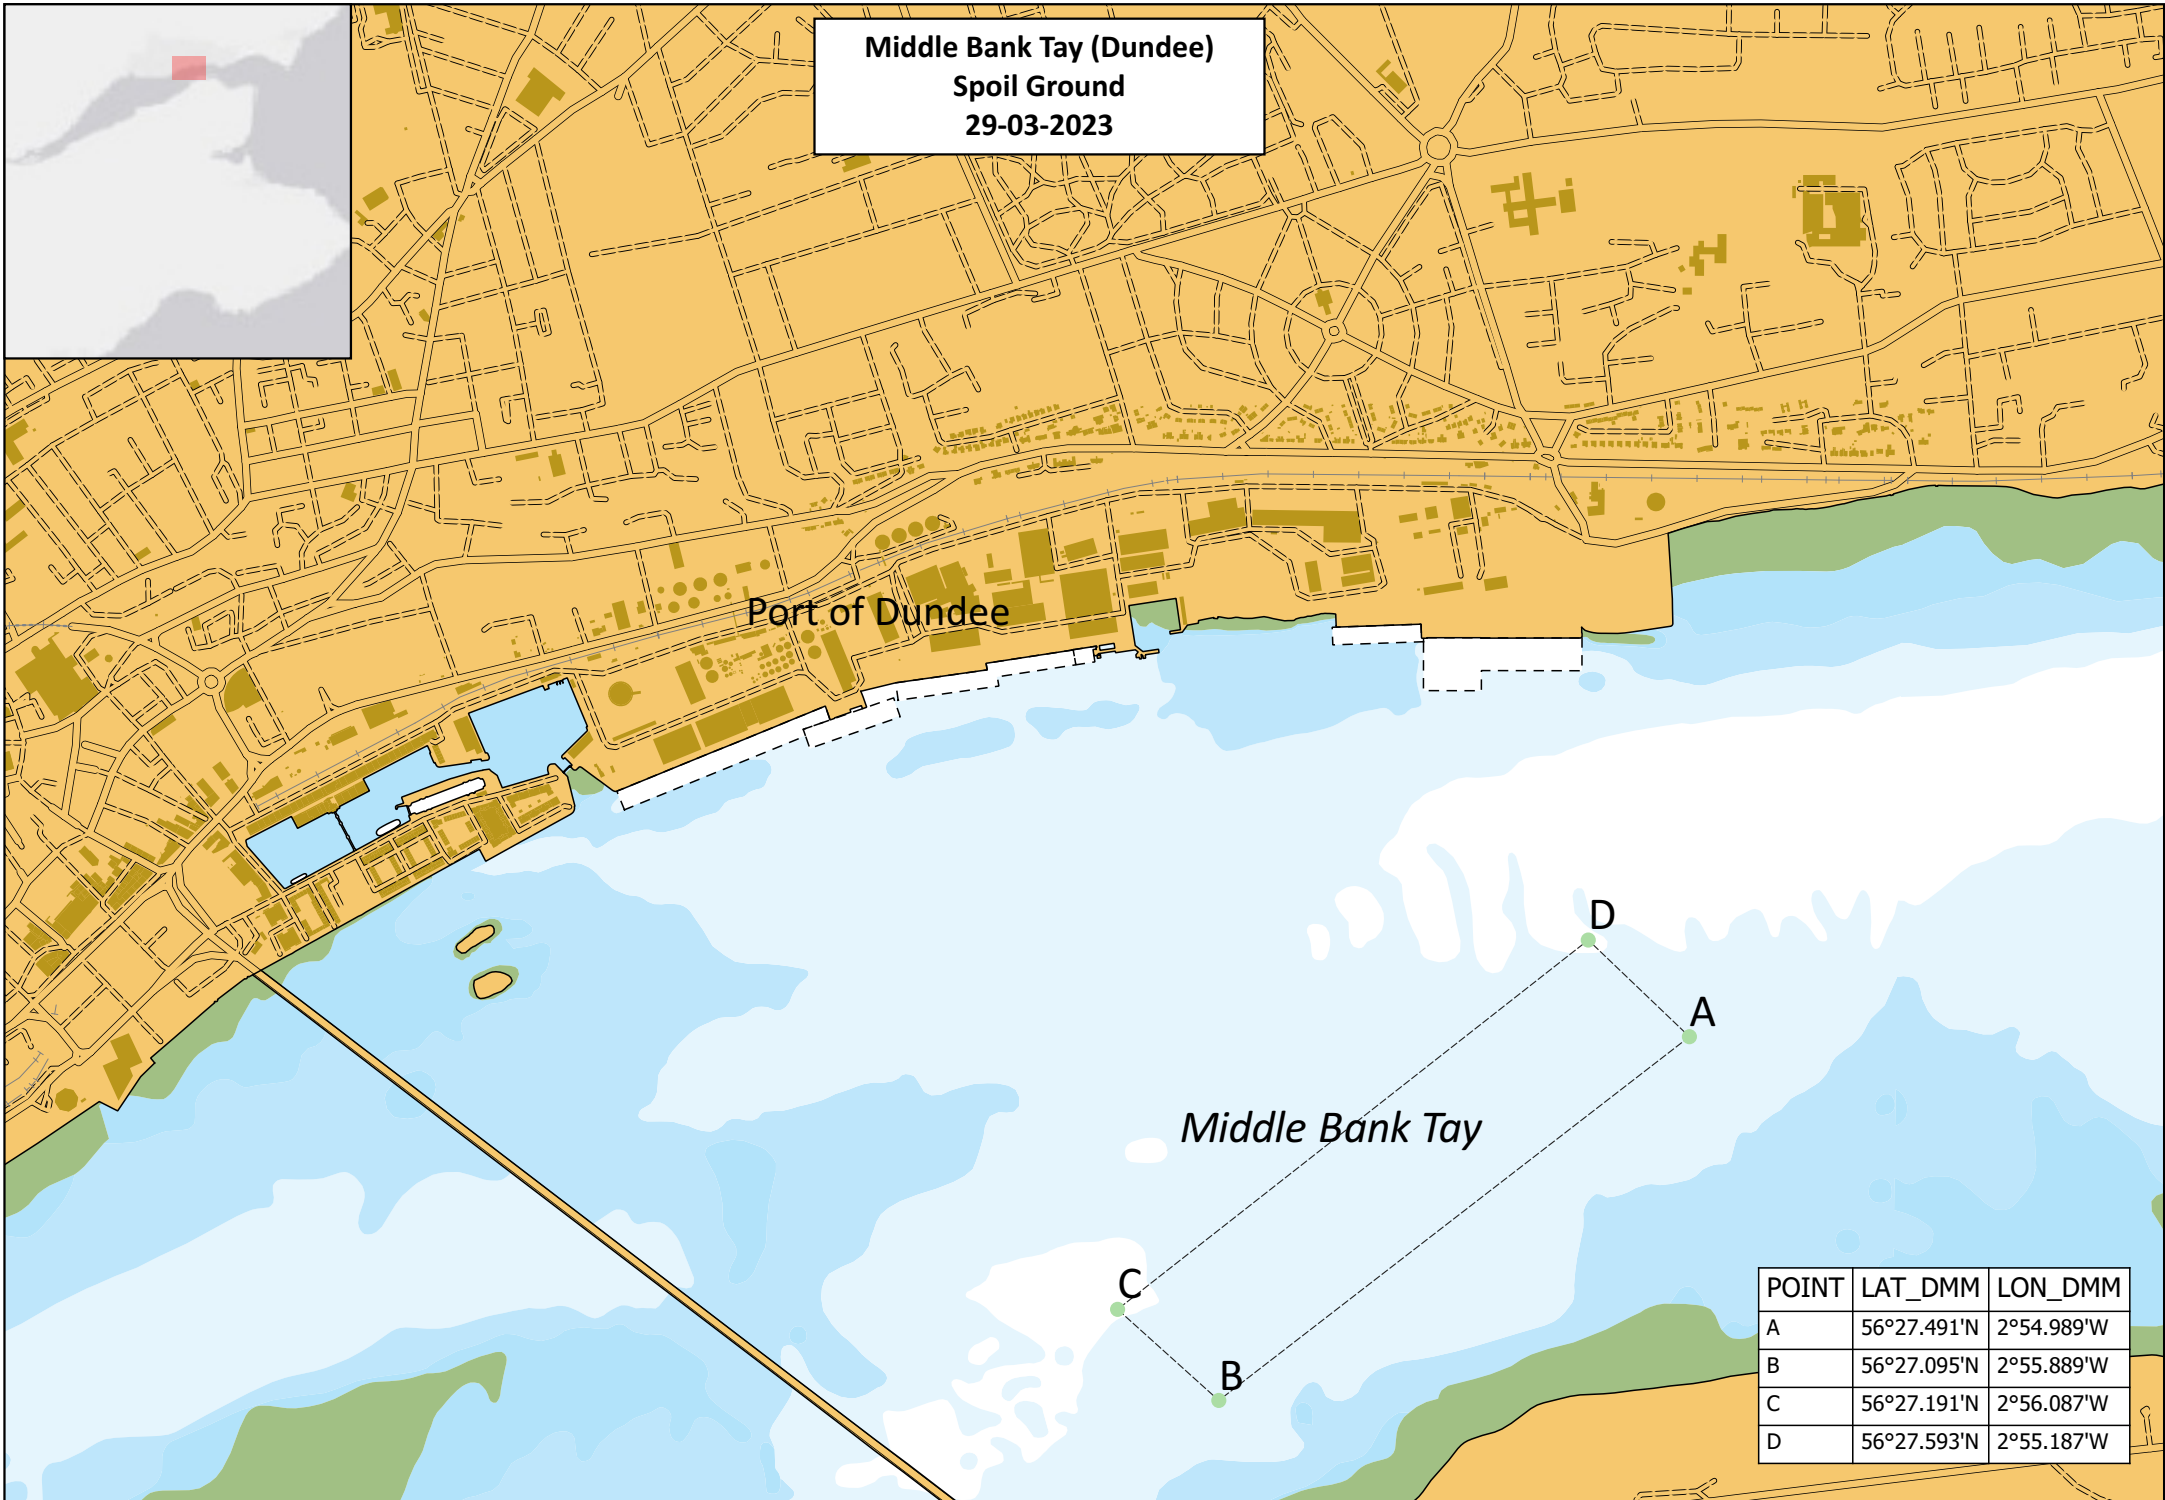 Middle Bank Tay (Dundee)
Spoil Ground
29-03-2023
Port of Dundee
D
A
Middle Bank Tay
C
B
POINT LAT_DMM LON_DMM
A 56°27.491'N 2°54.989'W
B 56°27.095'N 2°55.889'W
C 56°27.191'N 2°56.087'W
D 56°27.593'N 2°55.187'W